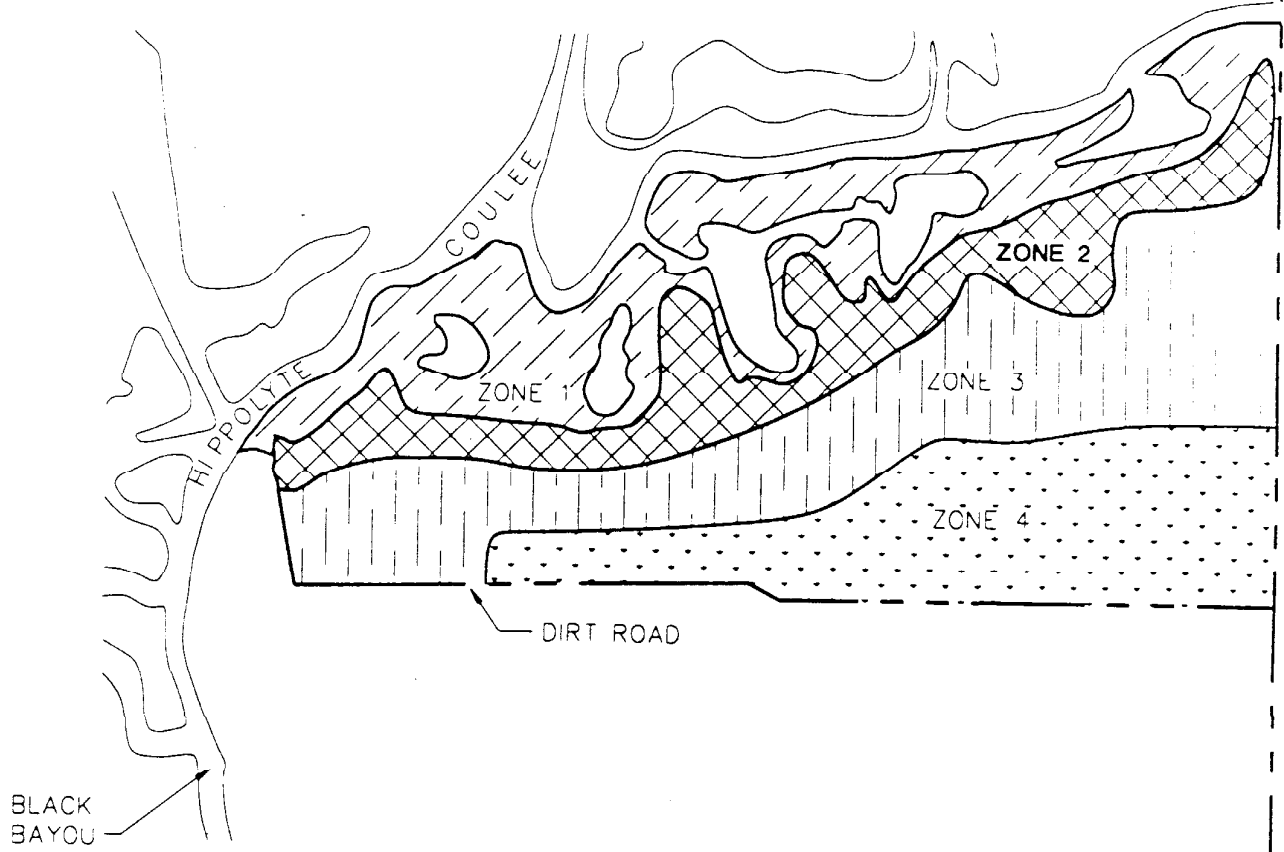 HIPPOLYTE COULEE
ZONE 2
ZONE 1
ZONE 3
ZONE 4
DIRT ROAD
BLACK
BAYOU